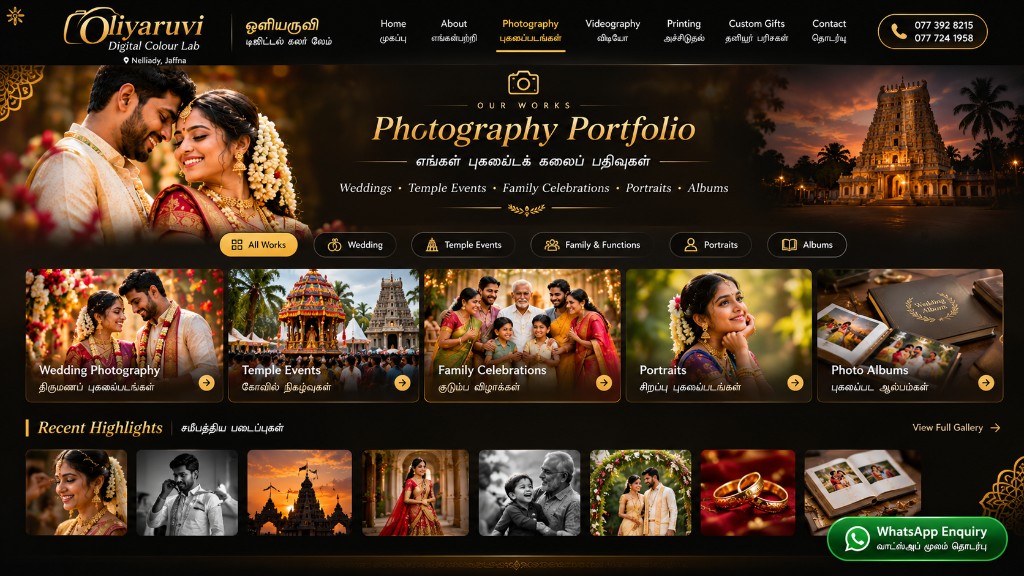 Oliyaruvi
Digital Colour Lab
Nelliady, Jaffna
ஒளியருவி
டிஜிட்டல் கலர் லேம்
Home
முகப்பு
About
எங்கள்பற்றி
Photography
புகைப்படங்கள்
Videography
வீடியோ
Printing
அச்சிடுதல்
Custom Gifts
தனியூர் பரிசுகள்
Contact
தொடர்பு
077 392 8215
077 724 1958
OUR WORKS
Photography Portfolio
எங்கள் புகைப்படக் கலைப் பதிவுகள்
Weddings • Temple Events • Family Celebrations • Portraits • Albums
All Works
Wedding
Temple Events
Family & Functions
Portraits
Albums
Wedding Photography
திருமணப் புகைப்படங்கள்
Temple Events
கோவில் நிகழ்வுகள்
Family Celebrations
குடும்ப விழாக்கள்
Portraits
சிறப்பு புகைப்படங்கள்
Wedding Album
Photo Albums
புகைப்பட ஆல்பம்கள்
Recent Highlights
சமீபத்திய படைப்புகள்
View Full Gallery
WhatsApp Enquiry
வாட்ஸ்அப் மூலம் தொடர்பு